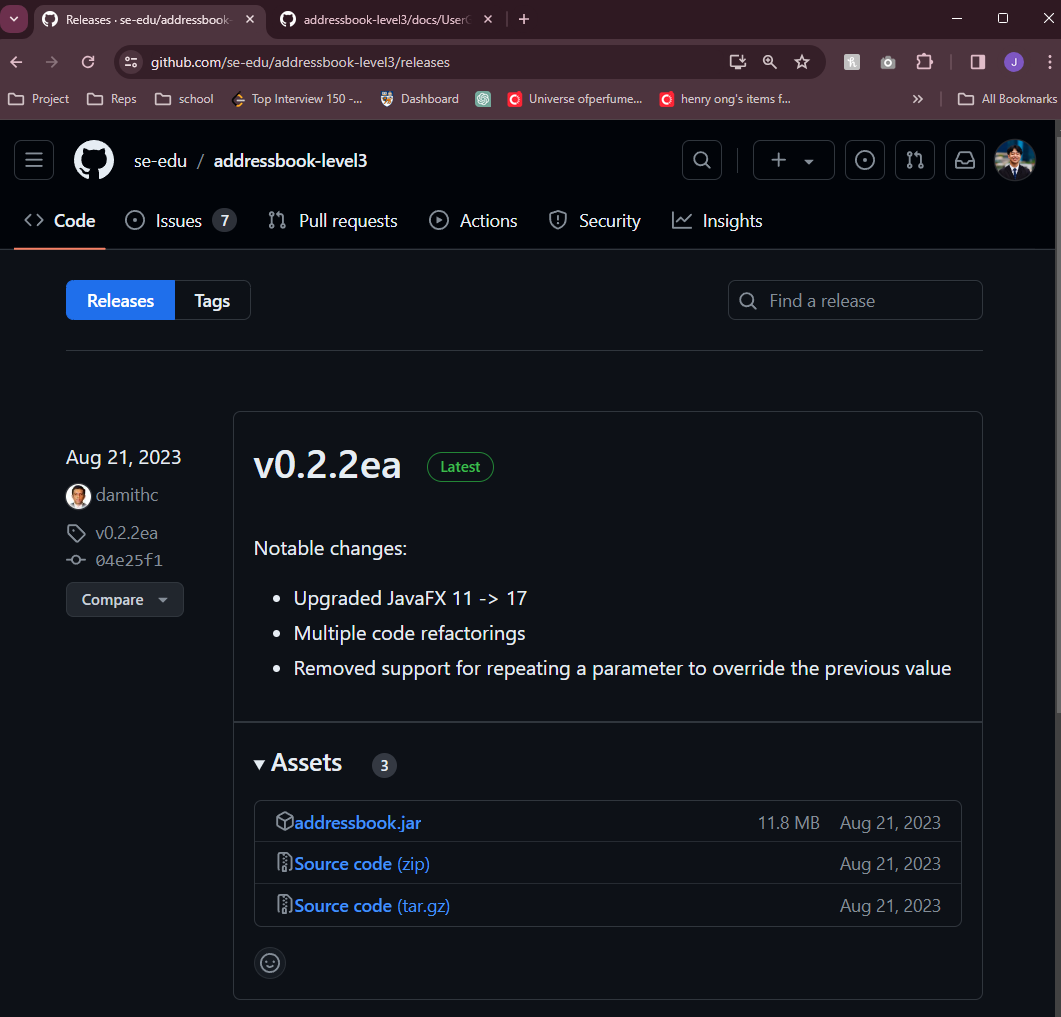 Releases · se-edu/addressbook- addressbook-level3/docs/User
github.com/se-edu/addressbook-level3/releases
J
Project Reps school Top Interview 150 -... Dashboard Universe ofperfume... henry ong's items f... » All Bookmarks
se-edu / addressbook-level3
Code Issues 7 Pull requests Actions Security Insights
Releases Tags Find a release
Aug 21, 2023
damithc
v0.2.2ea
04e25f1
Compare
v0.2.2ea Latest
Notable changes:
• Upgraded JavaFX 11 -> 17
• Multiple code refactorings
• Removed support for repeating a parameter to override the previous value
Assets 3
addressbook.jar 11.8 MB Aug 21, 2023
Source code (zip) Aug 21, 2023
Source code (tar.gz) Aug 21, 2023